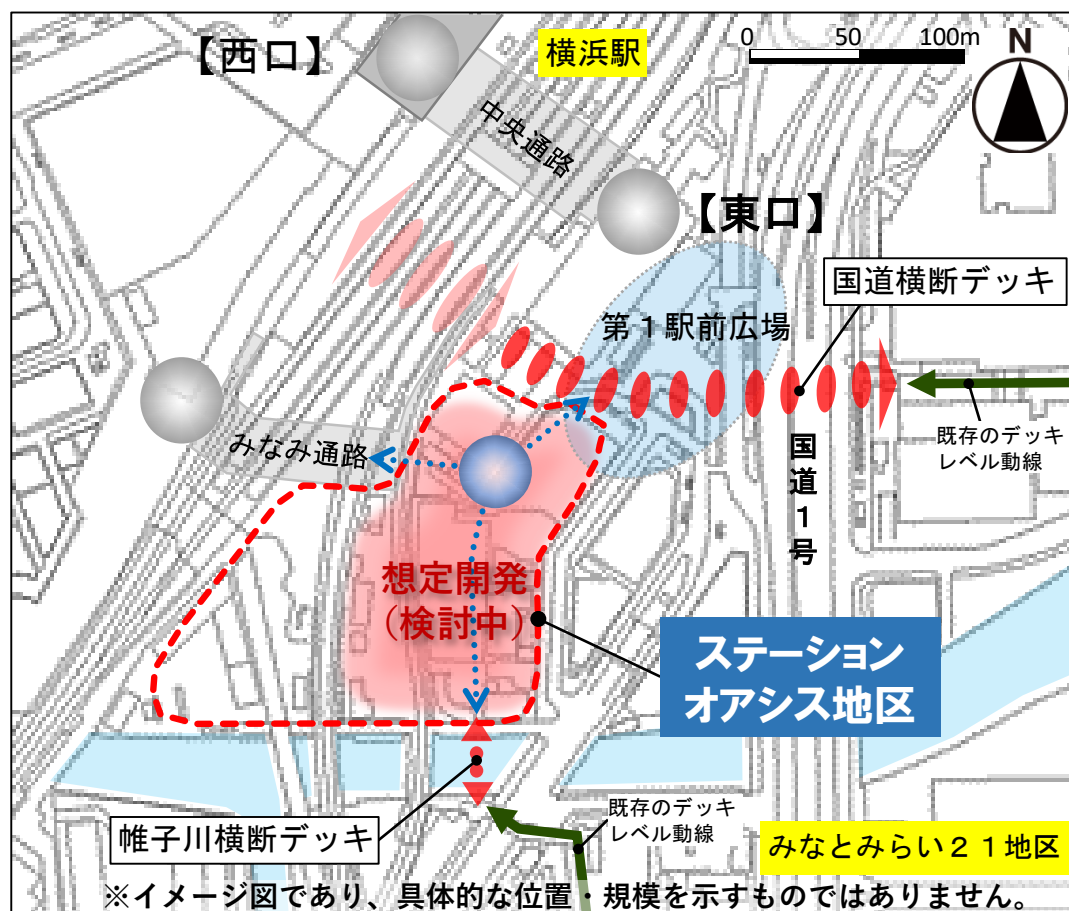 【西口】
横浜駅
0 50 100m
N
中央通路
【東口】
国道横断デッキ
第１駅前広場
みなみ通路
既存のデッキ
レベル動線
国道１号
想定開発
(検討中)
ステーション
オアシス地区
帷子川横断デッキ
既存のデッキ
レベル動線
みなとみらい２１地区
※イメージ図であり、具体的な位置・規模を示すものではありません。